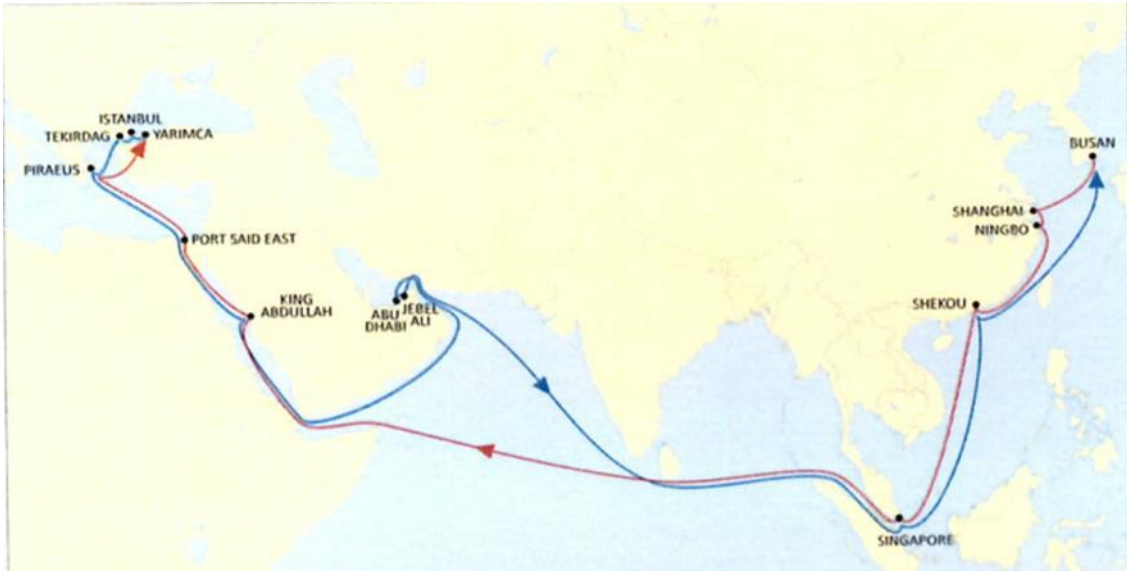 ISTANBUL
TEKIRDAG
YARIMCA
PIRAEUS
PORT SAID EAST
KING
ABDULLAH
ABU
DHABI
JEBEL
ALI
BUSAN
SHANGHAI
NINGBO
SHEKOU
SINGAPORE